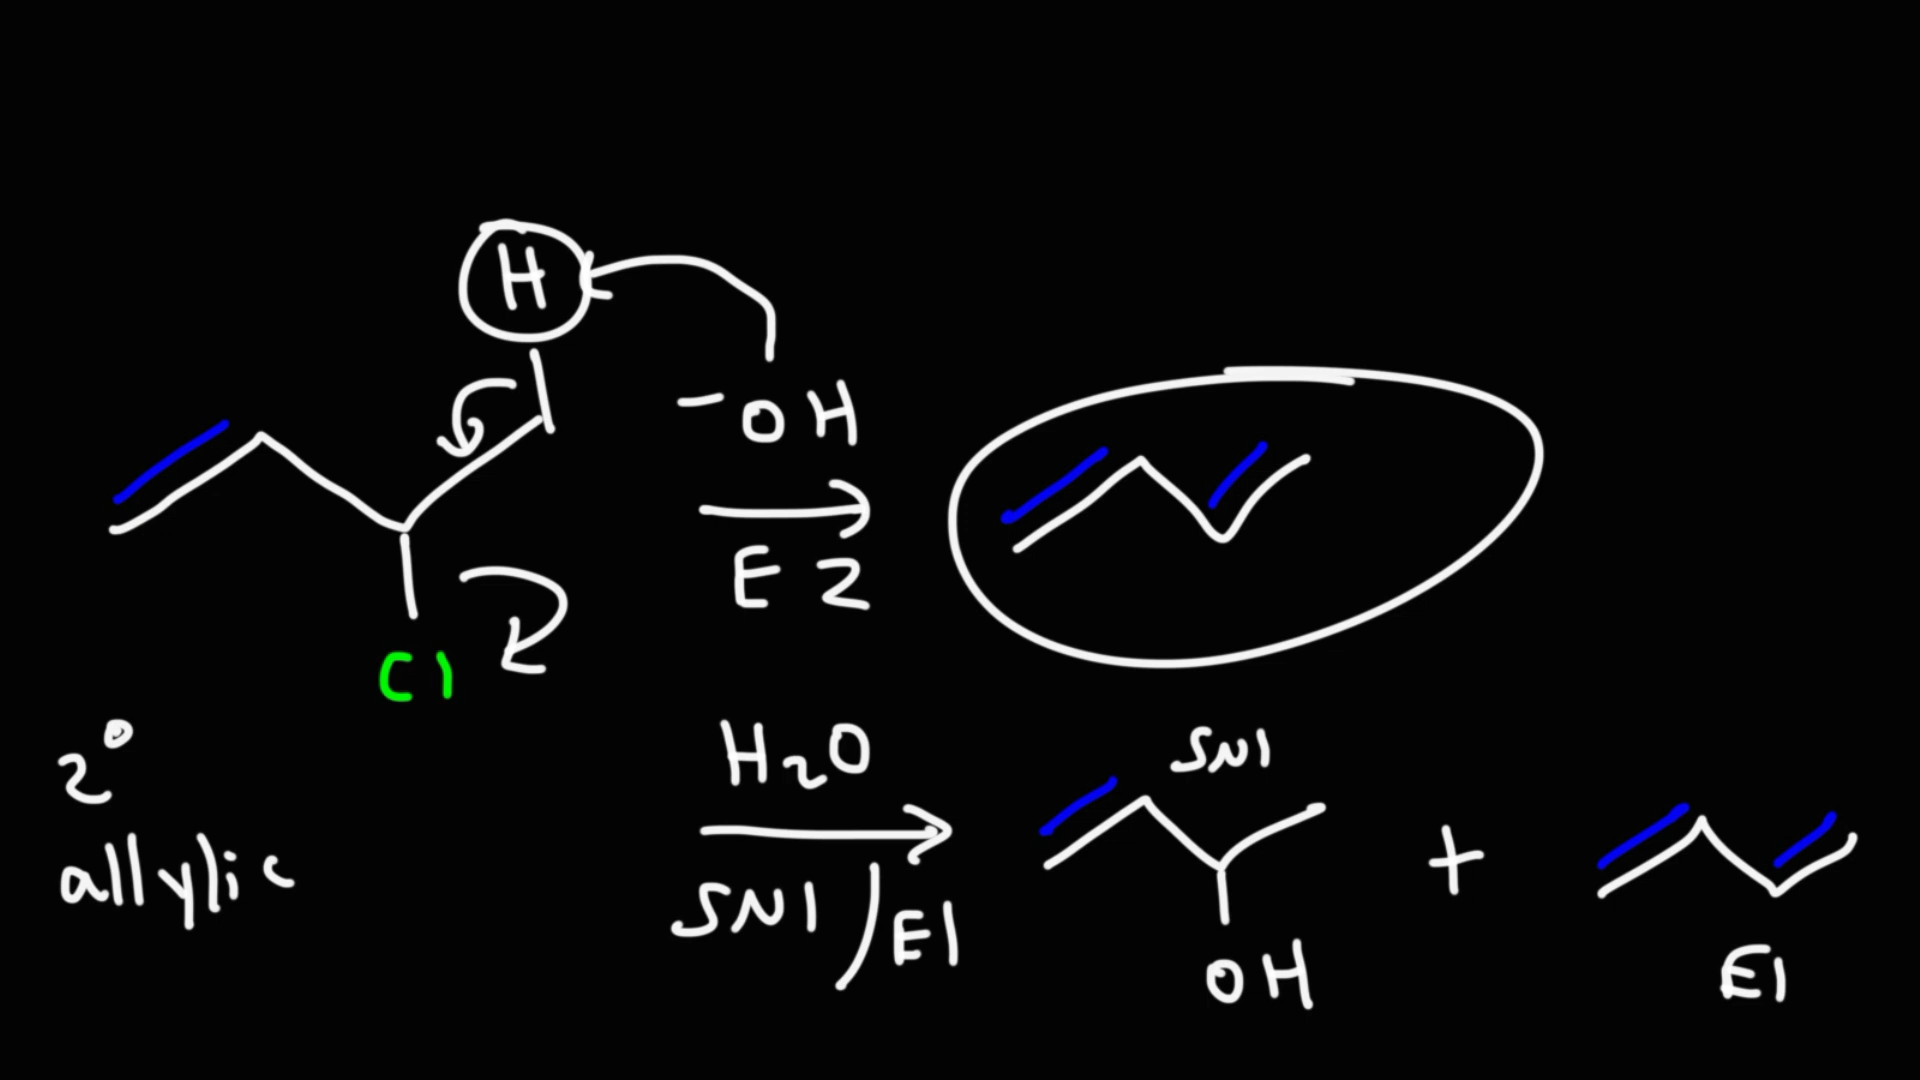 H
-OH
E2
Cl
2°
allylic
H2O
SN1/E1
SN1
OH
+
E1